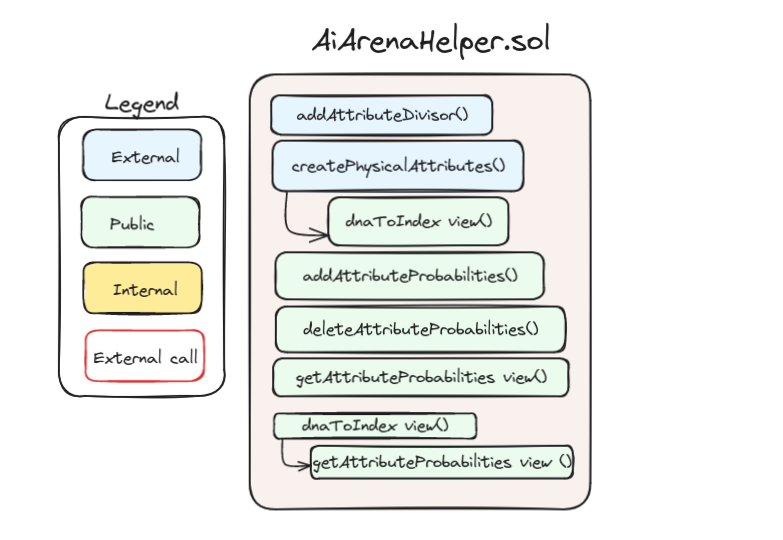 AiArenaHelper.sol
Legend
External
Public
Internal
External call
addAttributeDivisor()
createPhysicalAttributes()
dnaToIndex view()
addAttributeProbabilities()
deleteAttributeProbabilities()
getAttributeProbabilities view()
dnaToIndex view()
getAttributeProbabilities view ()